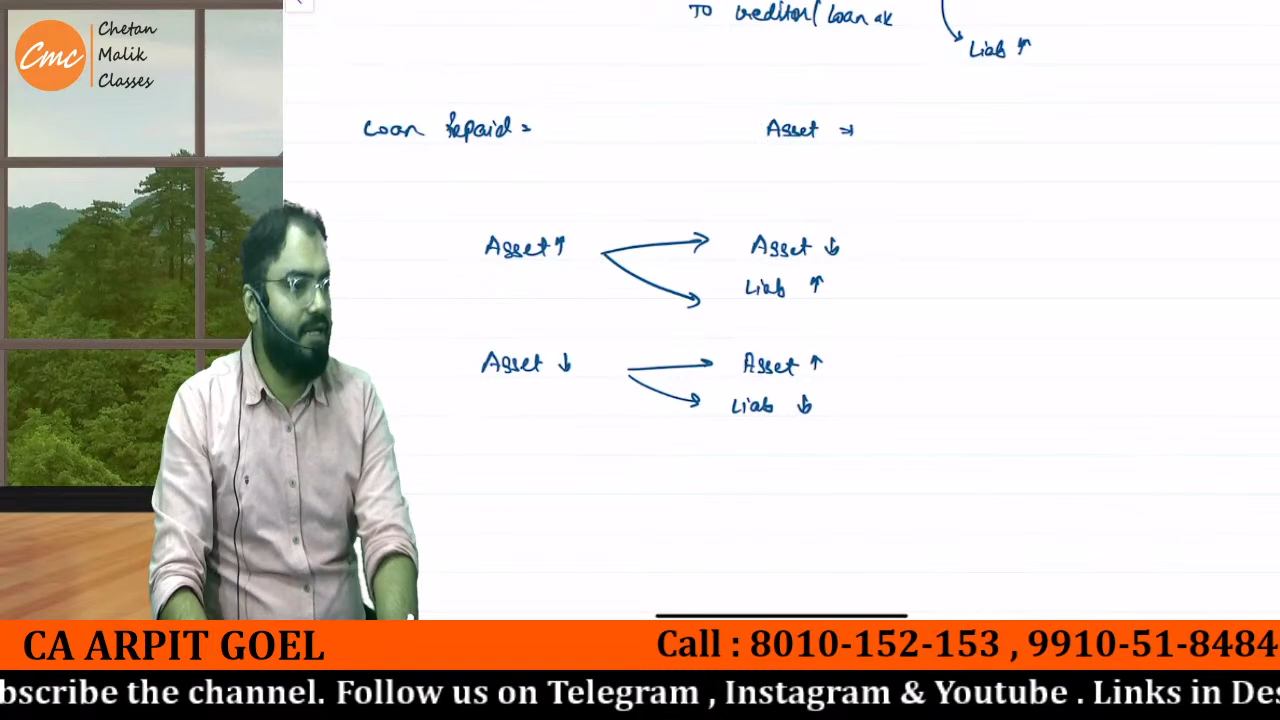 Chetan
Malik
Classes
cmc
To creditor/ Loan a/c
Liab ↑
Loan Repaid =
Asset ⇒
Asset ↑
Asset ↓
Liab ↑
Asset ↓
Asset ↑
Liab ↓
CA ARPIT GOEL
Call : 8010-152-153 , 9910-51-8484
bscribe the channel. Follow us on Telegram , Instagram & Youtube . Links in Des